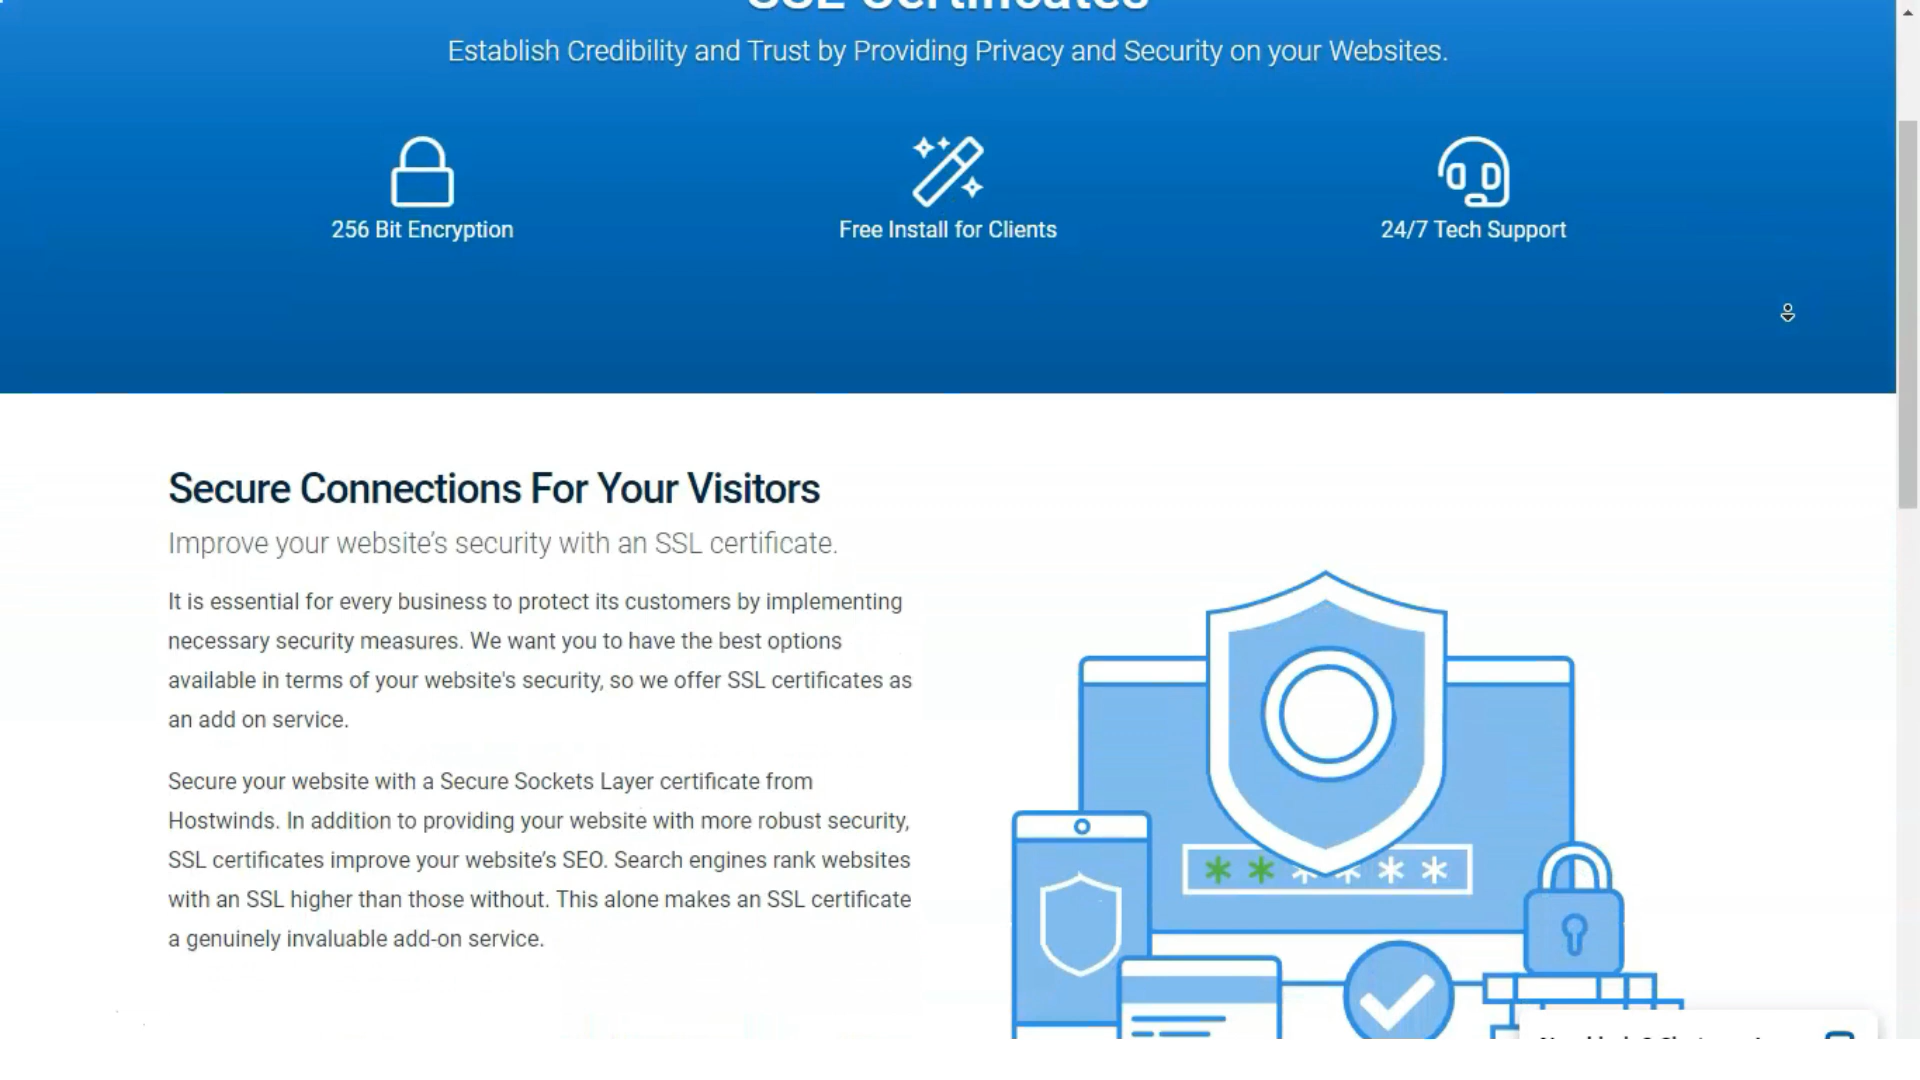 SSL Certificates
Establish Credibility and Trust by Providing Privacy and Security on your Websites.
256 Bit Encryption
Free Install for Clients
24/7 Tech Support
Secure Connections For Your Visitors
Improve your website’s security with an SSL certificate.
It is essential for every business to protect its customers by implementing
necessary security measures. We want you to have the best options
available in terms of your website's security, so we offer SSL certificates as
an add on service.
Secure your website with a Secure Sockets Layer certificate from
Hostwinds. In addition to providing your website with more robust security,
SSL certificates improve your website’s SEO. Search engines rank websites
with an SSL higher than those without. This alone makes an SSL certificate
a genuinely invaluable add-on service.